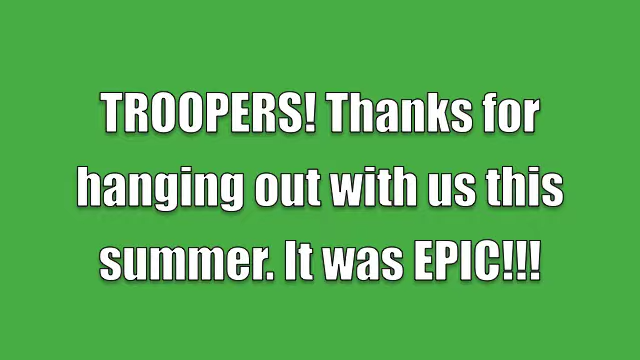 TROOPERS! Thanks for
hanging out with us this
summer. It was EPIC!!!